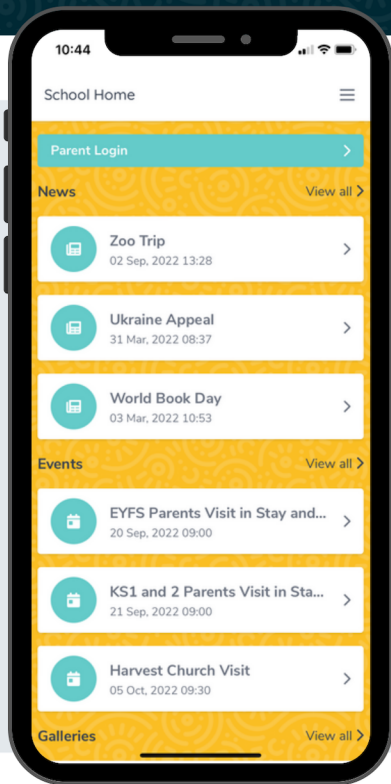 10:44
School Home
Parent Login
News View all
Zoo Trip
02 Sep, 2022 13:28
Ukraine Appeal
31 Mar, 2022 08:37
World Book Day
03 Mar, 2022 10:53
Events View all
EYFS Parents Visit in Stay and...
20 Sep, 2022 09:00
KS1 and 2 Parents Visit in Sta...
21 Sep, 2022 09:00
Harvest Church Visit
05 Oct, 2022 09:30
Galleries View all